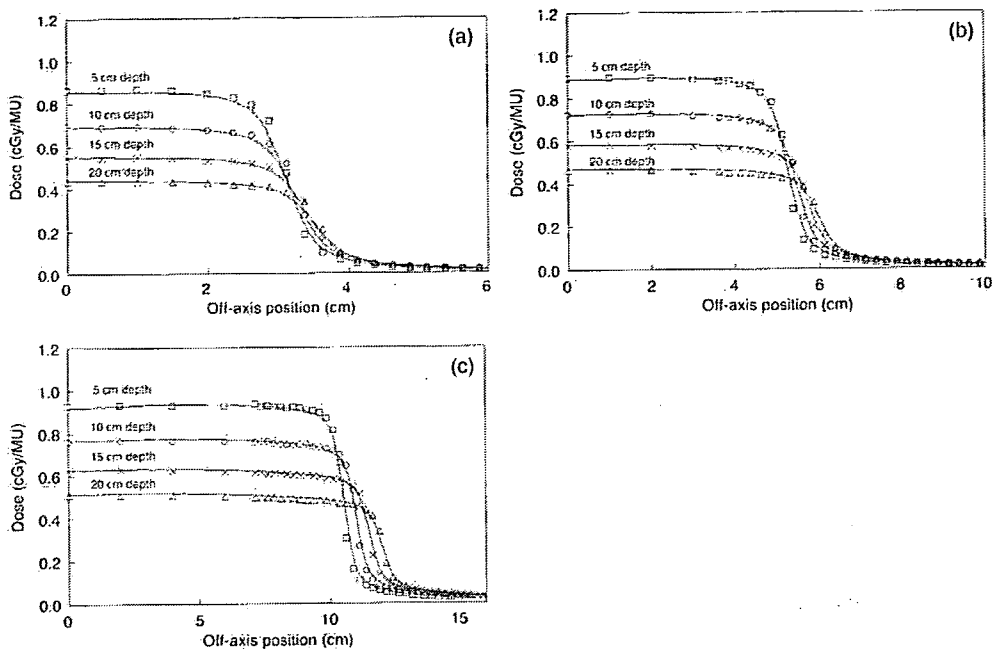 (a)
1.2
1.0
0.8
0.6
0.4
0.2
0.0
Dose (cGy/MU)
5 cm depth
10 cm depth
15 cm depth
20 cm depth
0 2 4 6
Off-axis position (cm)
(b)
1.2
1.0
0.8
0.6
0.4
0.2
0.0
Dose (cGy/MU)
5 cm depth
10 cm depth
15 cm depth
20 cm depth
0 2 4 6 8 10
Off-axis position (cm)
(c)
1.2
1.0
0.8
0.6
0.4
0.2
0.0
Dose (cGy/MU)
5 cm depth
10 cm depth
15 cm depth
20 cm depth
0 5 10 15
Off-axis position (cm)